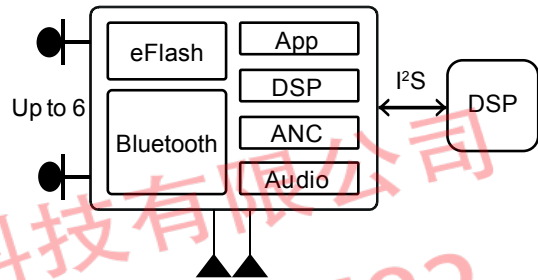 eFlash
App
DSP
I²S
DSP
Up to 6
Bluetooth
ANC
Audio
科技有限公司